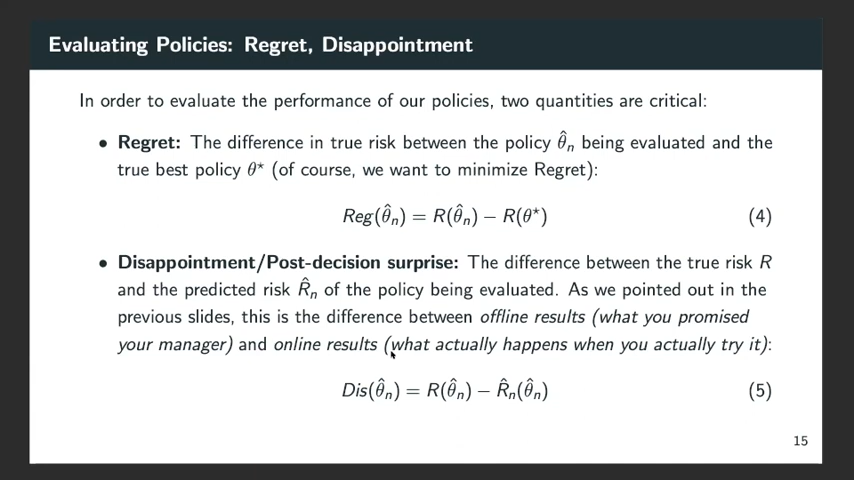 Evaluating Policies: Regret, Disappointment
In order to evaluate the performance of our policies, two quantities are critical:
• Regret: The difference in true risk between the policy θ̂ₙ being evaluated and the
true best policy θ⋆ (of course, we want to minimize Regret):
Reg(θ̂ₙ) = R(θ̂ₙ) − R(θ⋆) (4)
• Disappointment/Post-decision surprise: The difference between the true risk R
and the predicted risk R̂ₙ of the policy being evaluated. As we pointed out in the
previous slides, this is the difference between offline results (what you promised
your manager) and online results (what actually happens when you actually try it):
Dis(θ̂ₙ) = R(θ̂ₙ) − R̂ₙ(θ̂ₙ) (5)
15